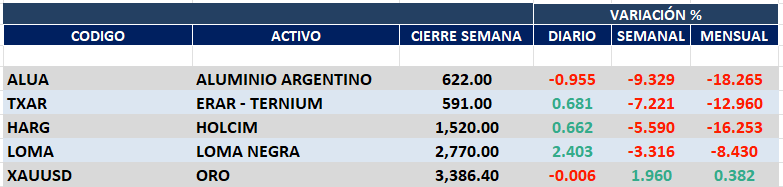 VARIACIÓN %
CODIGO ACTIVO CIERRE SEMANA DIARIO SEMANAL MENSUAL
ALUA ALUMINIO ARGENTINO 622.00 -0.955 -9.329 -18.265
TXAR ERAR - TERNIUM 591.00 0.681 -7.221 -12.960
HARG HOLCIM 1,520.00 0.662 -5.590 -16.253
LOMA LOMA NEGRA 2,770.00 2.403 -3.316 -8.430
XAUUSD ORO 3,386.40 -0.006 1.960 0.382